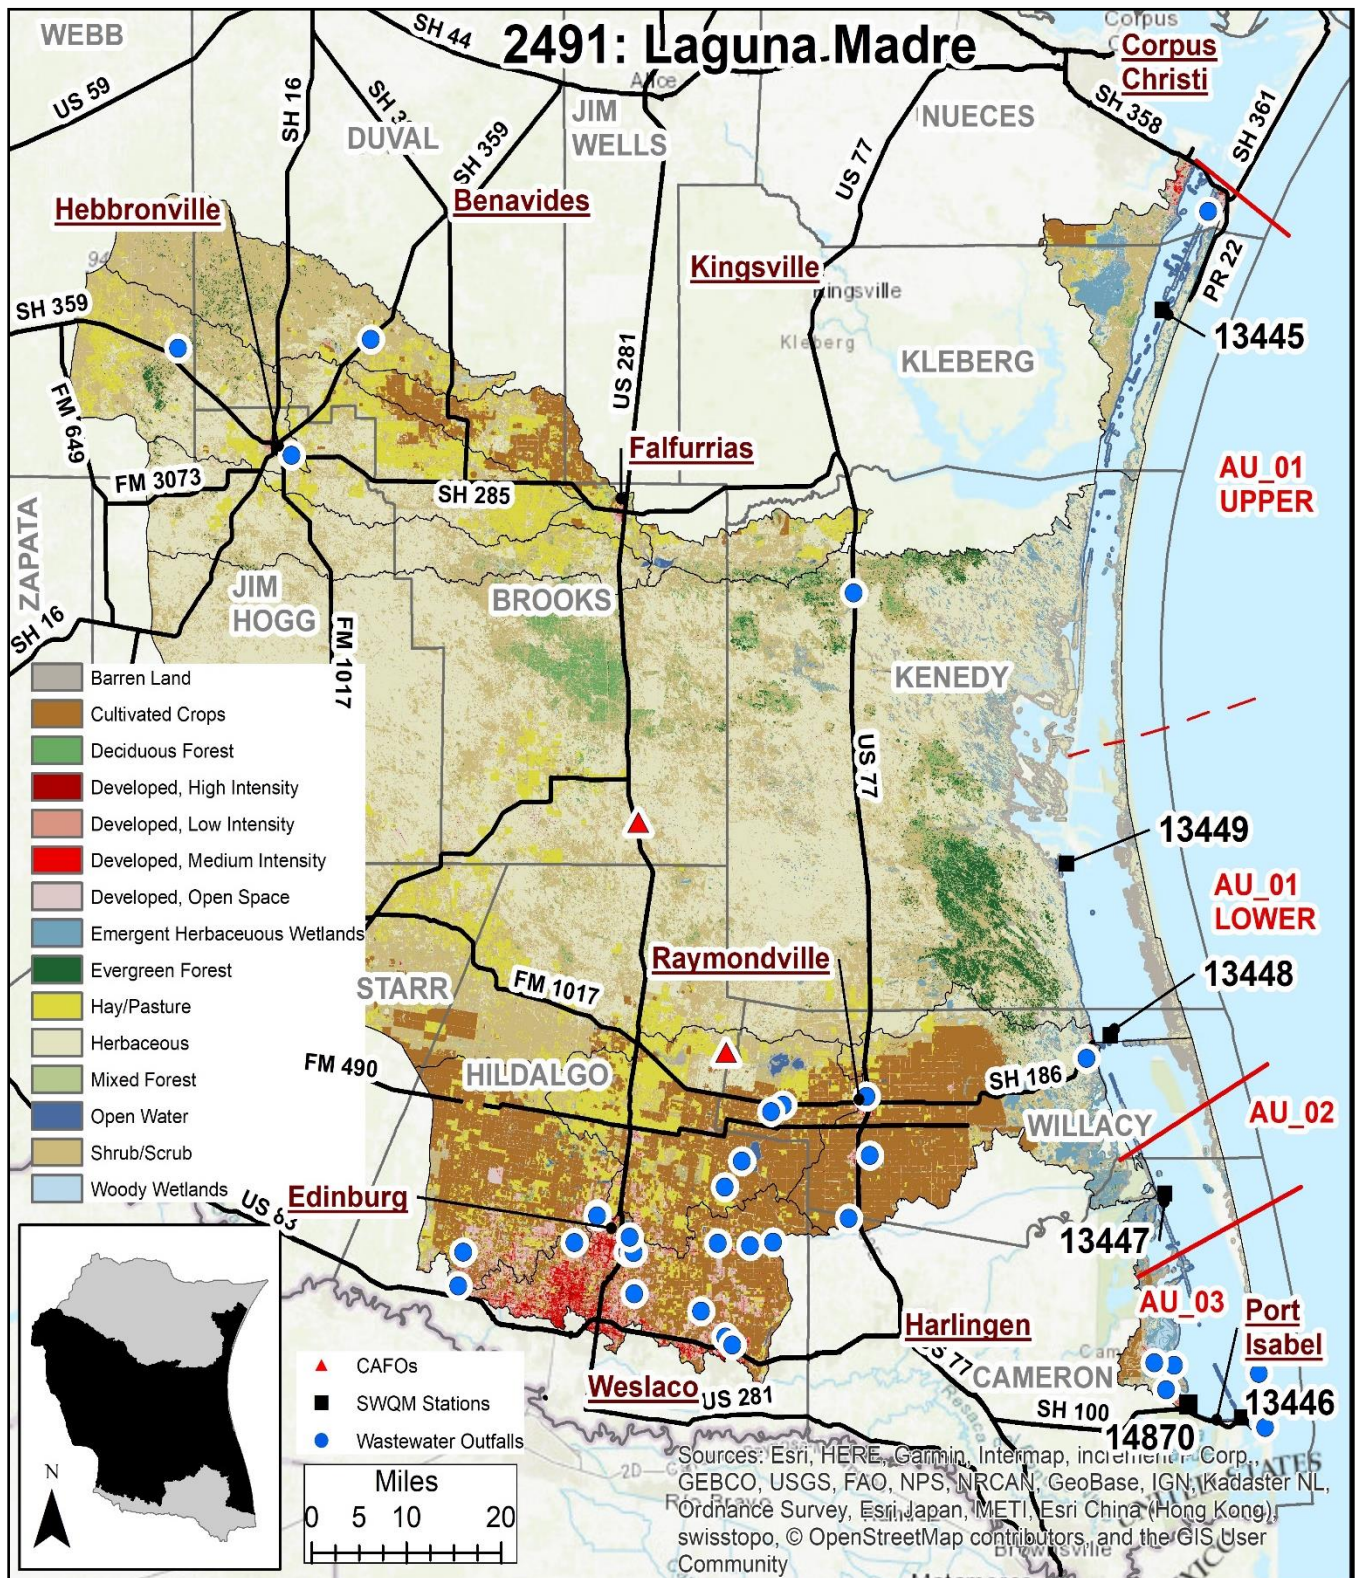 2491: Laguna Madre
WEBB
US 59
SH 44
SH 16
DUVAL
SH 359
Alice
JIM
WELLS
NUECES
US 77
Corpus
Corpus
Christi
SH 358
SH 361
PR 22
Hebbronville
Benavides
Kingsville
Kingsville
Kleberg
KLEBERG
13445
SH 359
FM 649
US 281
Falfurrias
FM 3073
SH 285
AU_01
UPPER
ZAPATA
SH 16
JIM
HOGG
FM 1017
BROOKS
KENEDY
US 77
Barren Land
Cultivated Crops
Deciduous Forest
Developed, High Intensity
Developed, Low Intensity
Developed, Medium Intensity
Developed, Open Space
Emergent Herbaceuous Wetlands
Evergreen Forest
Hay/Pasture
Herbaceous
Mixed Forest
Open Water
Shrub/Scrub
Woody Wetlands
13449
AU_01
LOWER
Raymondville
13448
STARR
FM 1017
FM 490
HILDALGO
SH 186
WILLACY
AU_02
Edinburg
US 83
13447
AU_03
Port
Isabel
Harlingen
US 77
CAMERON
Weslaco
US 281
SH 100
13446
14870
N
CAFOs
SWQM Stations
Wastewater Outfalls
Miles
0 5 10 20
Sources: Esri, HERE, Garmin, Intermap, increment P Corp.,
GEBCO, USGS, FAO, NPS, NRCAN, GeoBase, IGN, Kadaster NL,
Ordnance Survey, Esri Japan, METI, Esri China (Hong Kong),
swisstopo, © OpenStreetMap contributors, and the GIS User
Community